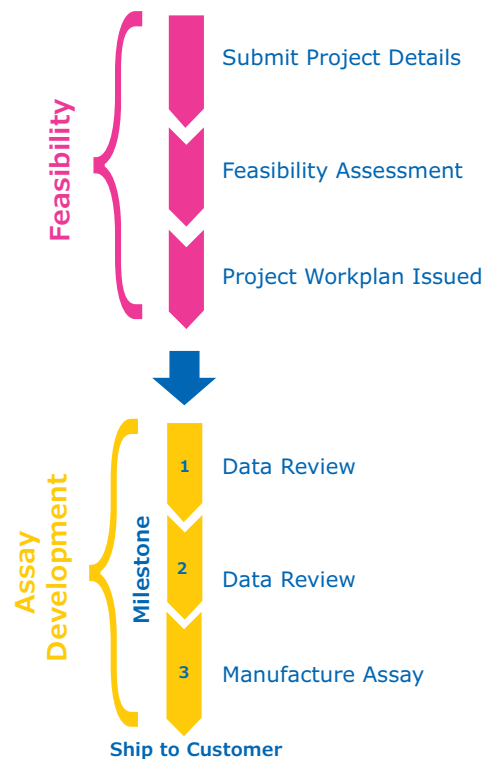 Feasibility
Submit Project Details
Feasibility Assessment
Project Workplan Issued
Assay
Development
Milestone
1 Data Review
2 Data Review
3 Manufacture Assay
Ship to Customer